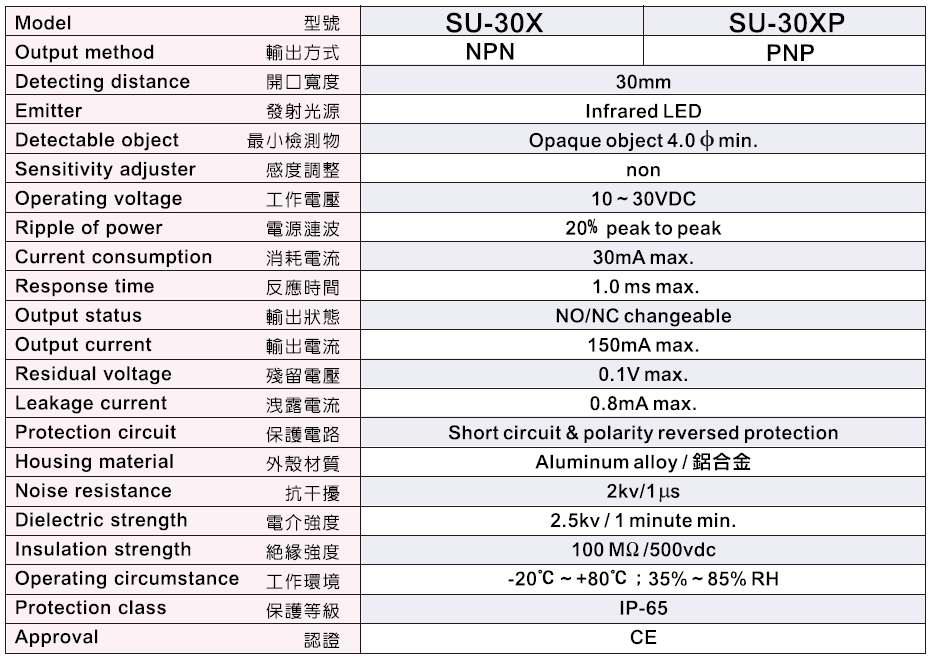 Model 型號 SU-30X SU-30XP
Output method 輸出方式 NPN PNP
Detecting distance 開口寬度 30mm
Emitter 發射光源 Infrared LED
Detectable object 最小檢測物 Opaque object 4.0 ϕ min.
Sensitivity adjuster 感度調整 non
Operating voltage 工作電壓 10 ~ 30VDC
Ripple of power 電源漣波 20% peak to peak
Current consumption 消耗電流 30mA max.
Response time 反應時間 1.0 ms max.
Output status 輸出狀態 NO/NC changeable
Output current 輸出電流 150mA max.
Residual voltage 殘留電壓 0.1V max.
Leakage current 洩露電流 0.8mA max.
Protection circuit 保護電路 Short circuit & polarity reversed protection
Housing material 外殼材質 Aluminum alloy / 鋁合金
Noise resistance 抗干擾 2kv/1μs
Dielectric strength 電介強度 2.5kv / 1 minute min.
Insulation strength 絕緣強度 100 MΩ /500vdc
Operating circumstance 工作環境 -20℃ ~ +80℃ ; 35% ~ 85% RH
Protection class 保護等級 IP-65
Approval 認證 CE